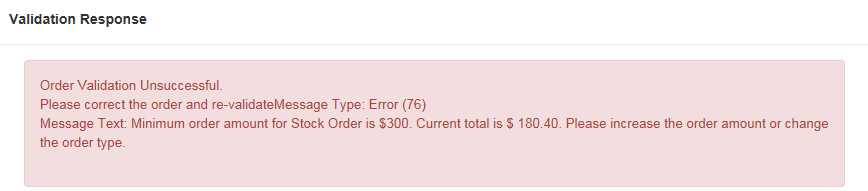 Validation Response
Order Validation Unsuccessful.
Please correct the order and re-validateMessage Type: Error (76)
Message Text: Minimum order amount for Stock Order is $300. Current total is $ 180.40. Please increase the order amount or change
the order type.